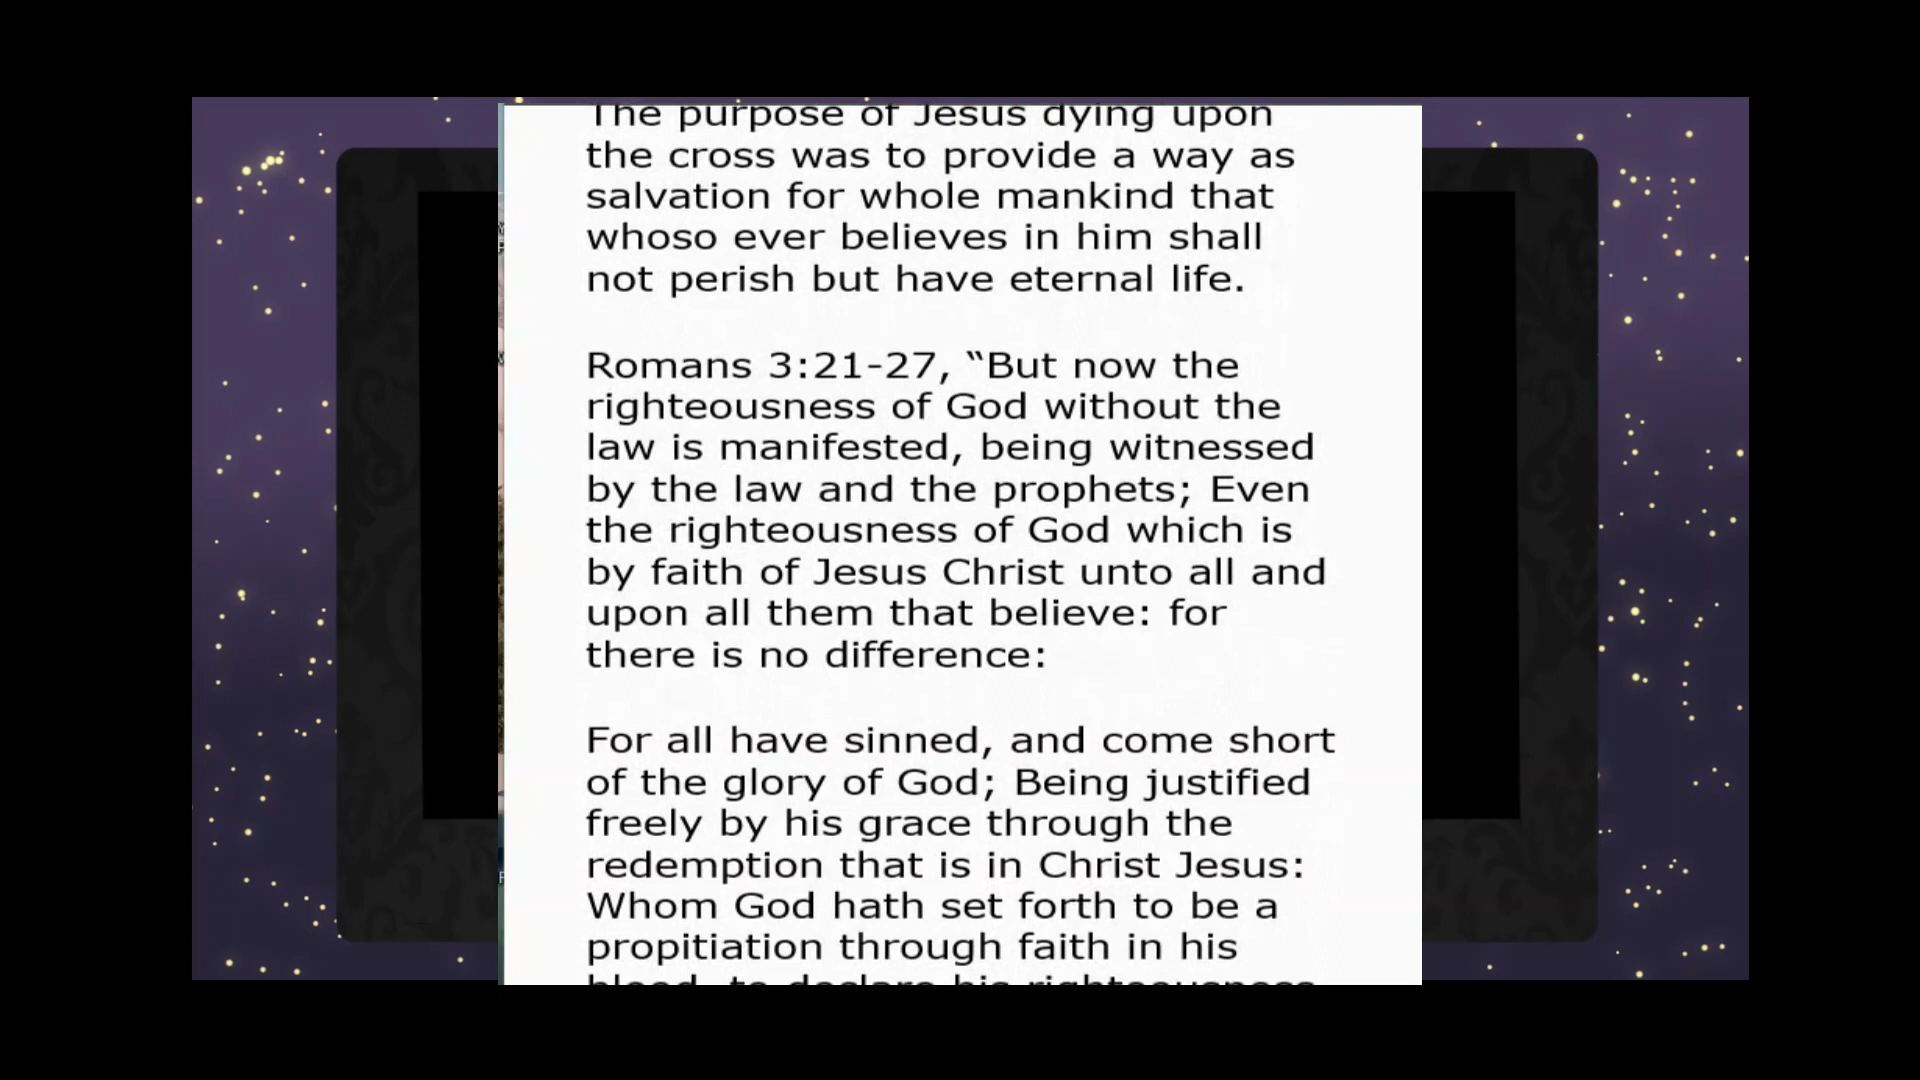 The purpose of Jesus dying upon
the cross was to provide a way as
salvation for whole mankind that
whoso ever believes in him shall
not perish but have eternal life.
Romans 3:21-27, “But now the
righteousness of God without the
law is manifested, being witnessed
by the law and the prophets; Even
the righteousness of God which is
by faith of Jesus Christ unto all and
upon all them that believe: for
there is no difference:
For all have sinned, and come short
of the glory of God; Being justified
freely by his grace through the
redemption that is in Christ Jesus:
Whom God hath set forth to be a
propitiation through faith in his
blood, to declare his righteousness